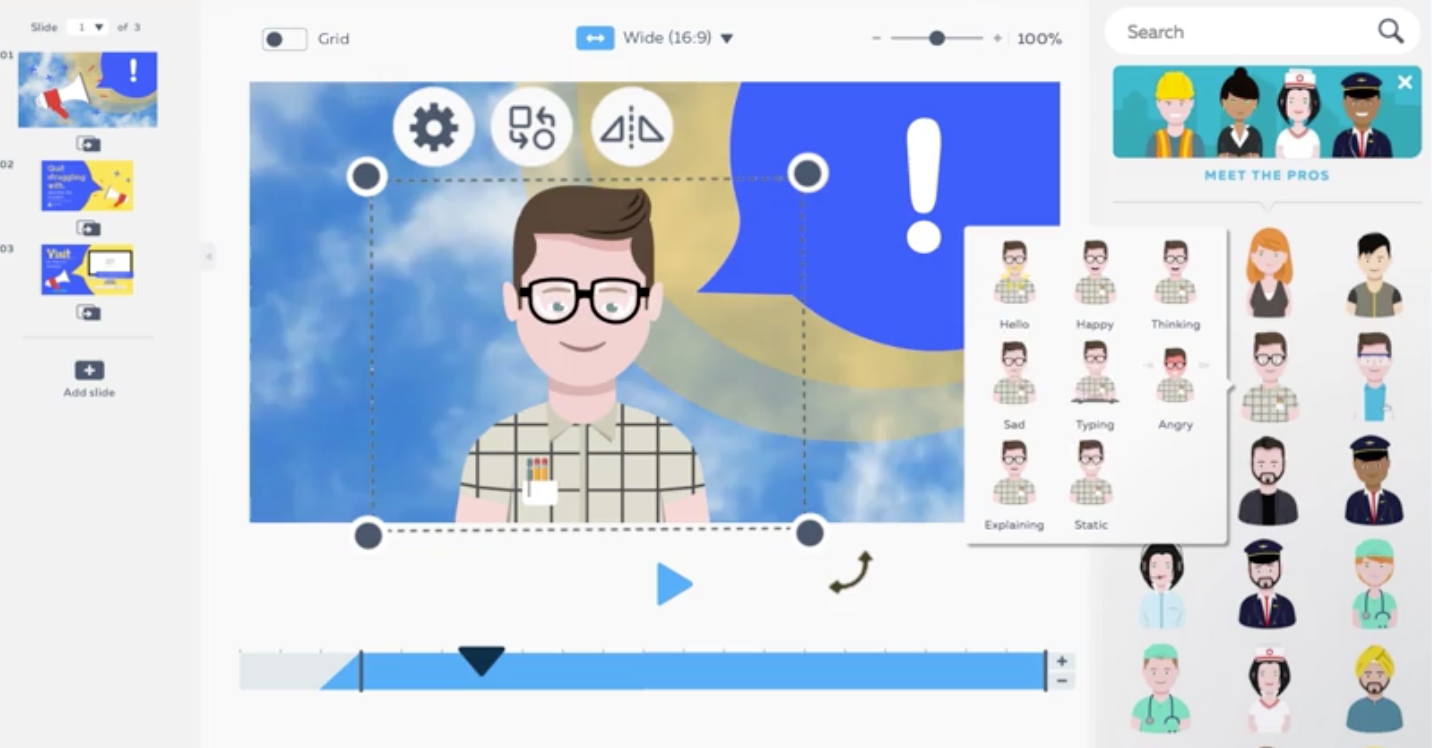 Slide 1 ▼ of 3
01
02
Quit
struggling
with.
03
Visit
Add slide
Grid
Wide (16:9) ▼
− + 100%
!
Hello Happy Thinking
Sad Typing Angry
Explaining Static
+
−
Search
MEET THE PROS